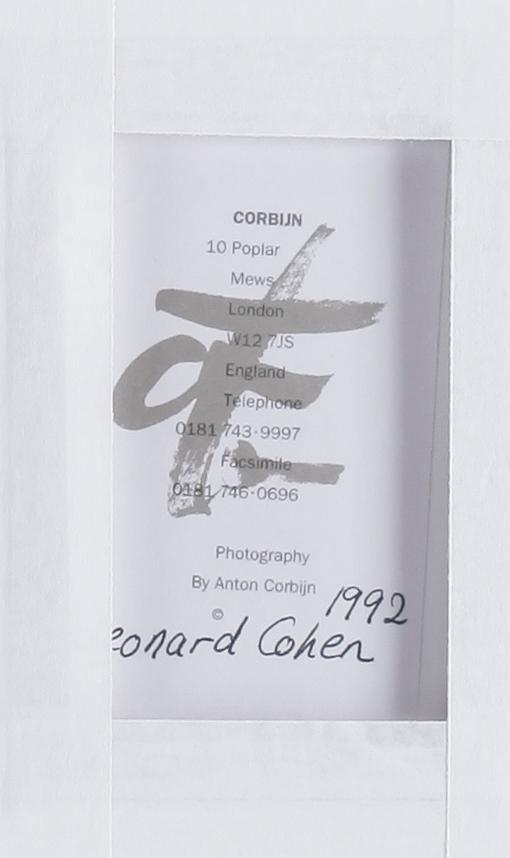 CORBIJN
10 Poplar
Mews
London
W12 7JS
England
Telephone
0181 743-9997
Facsimile
0181 746-0696
Photography
By Anton Corbijn
©
1992
eonard Cohen